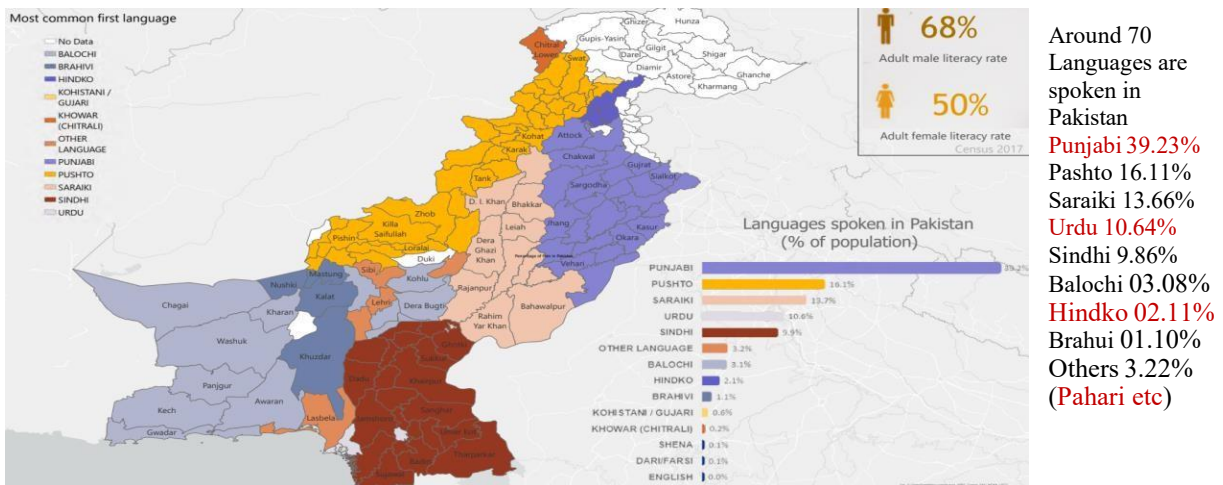 Most common first language
No Data
BALOCHI
BRAHIVI
HINDKO
KOHISTANI /
GUJARI
KHOWAR
(CHITRALI)
OTHER
LANGUAGE
PUNJABI
PUSHTO
SARAIKI
SINDHI
URDU
Ghizer
Hunza
Gupis-Yasin
Chitral
Lower
Swat
Darel
Gilgit
Shigar
Diamir
Astore
Ghanche
Kharmang
Kohat
Attock
Karak
Chakwal
Gujrat
Sialkot
Tank
Sargodha
D. I. Khan
Bhakkar
Zhob
Jhang
Kasur
Killa
Saifullah
Leiah
Okara
Pishin
Loralai
Dera
Ghazi
Khan
Vehari
Duki
Mastung
Sibi
Kohlu
Nushki
Rajanpur
Bahawalpur
Chagai
Kalat
Lehri
Dera Bugti
Kharan
Rahim
Yar Khan
Washuk
Khuzdar
Ghotki
Sukkur
Dadu
Khairpur
Panjgur
Awaran
Sanghar
Kech
Lasbela
Jamshoro
Umer Kot
Gwadar
Tharparkar
Badin
68%
Adult male literacy rate
50%
Adult female literacy rate
Census 2017
Languages spoken in Pakistan
(% of population)
PUNJABI 39.2%
PUSHTO 16.1%
SARAIKI 13.7%
URDU 10.6%
SINDHI 9.9%
OTHER LANGUAGE 3.2%
BALOCHI 3.1%
HINDKO 2.1%
BRAHIVI 1.1%
KOHISTANI / GUJARI 0.6%
KHOWAR (CHITRALI) 0.2%
SHENA 0.1%
DARI/FARSI 0.1%
ENGLISH 0.0%
Around 70
Languages are
spoken in
Pakistan
Punjabi 39.23%
Pashto 16.11%
Saraiki 13.66%
Urdu 10.64%
Sindhi 9.86%
Balochi 03.08%
Hindko 02.11%
Brahui 01.10%
Others 3.22%
(Pahari etc)